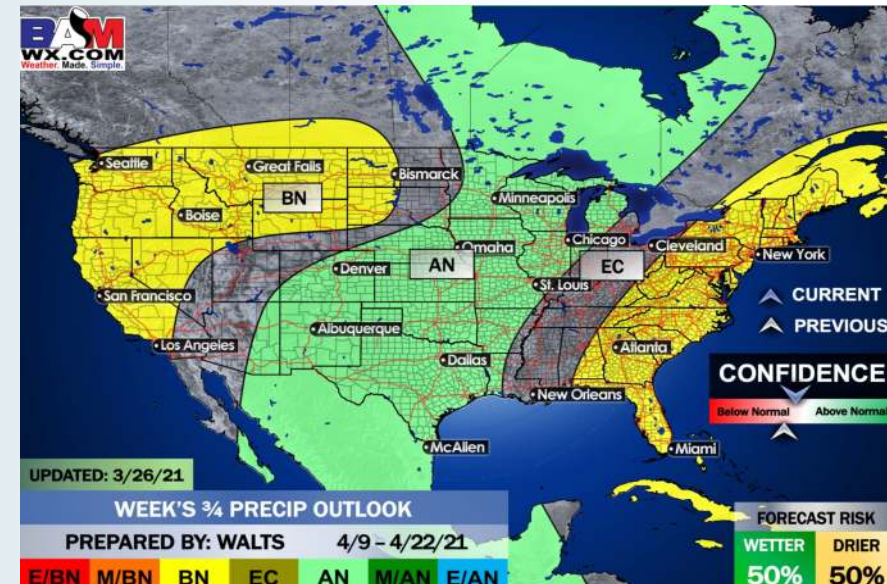 BAM
WX.COM
Weather. Made. Simple.
Seattle
Great Falls
Bismarck
BN
Boise
Minneapolis
Omaha
Chicago
Cleveland
New York
AN
EC
Denver
St. Louis
San Francisco
CURRENT
PREVIOUS
Los Angeles
Albuquerque
Atlanta
Dallas
CONFIDENCE
Below Normal
Above Normal
New Orleans
McAllen
Miami
UPDATED: 3/26/21
WEEK'S ¾ PRECIP OUTLOOK
PREPARED BY: WALTS 4/9 – 4/22/21
E/BN M/BN BN EC AN M/AN E/AN
FORECAST RISK
WETTER DRIER
50% 50%